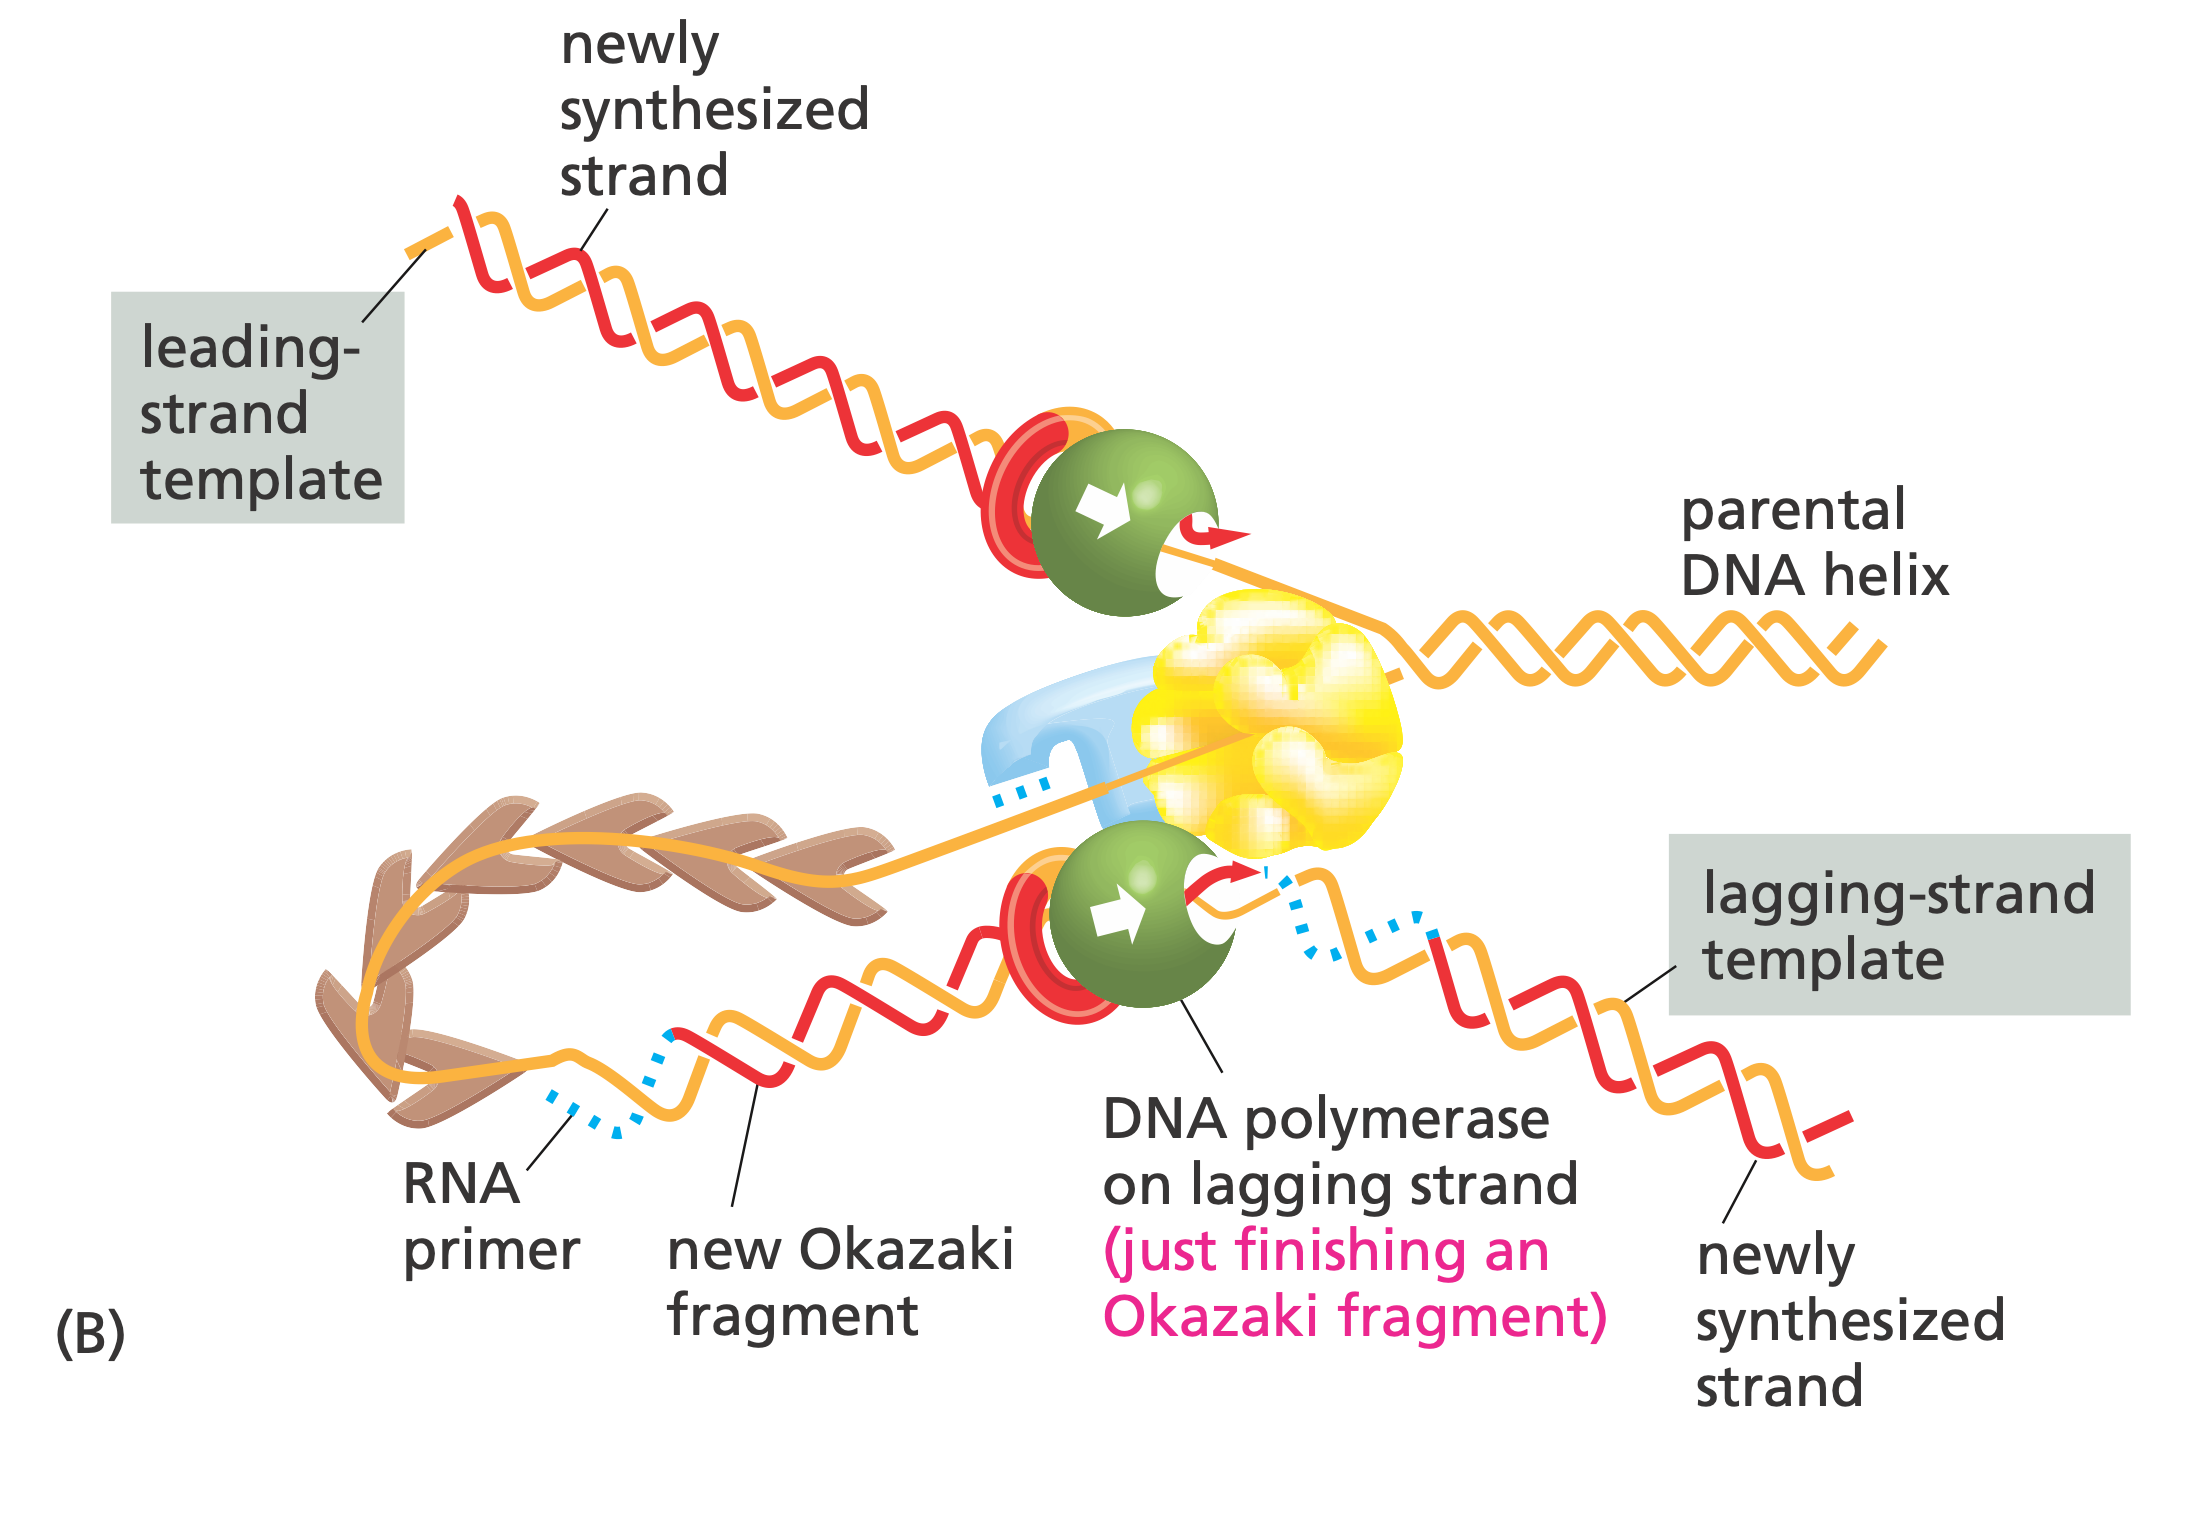 newly
synthesized
strand
leading-
strand
template
parental
DNA helix
lagging-strand
template
RNA
primer
new Okazaki
fragment
DNA polymerase
on lagging strand
(just finishing an
Okazaki fragment)
newly
synthesized
strand
(B)